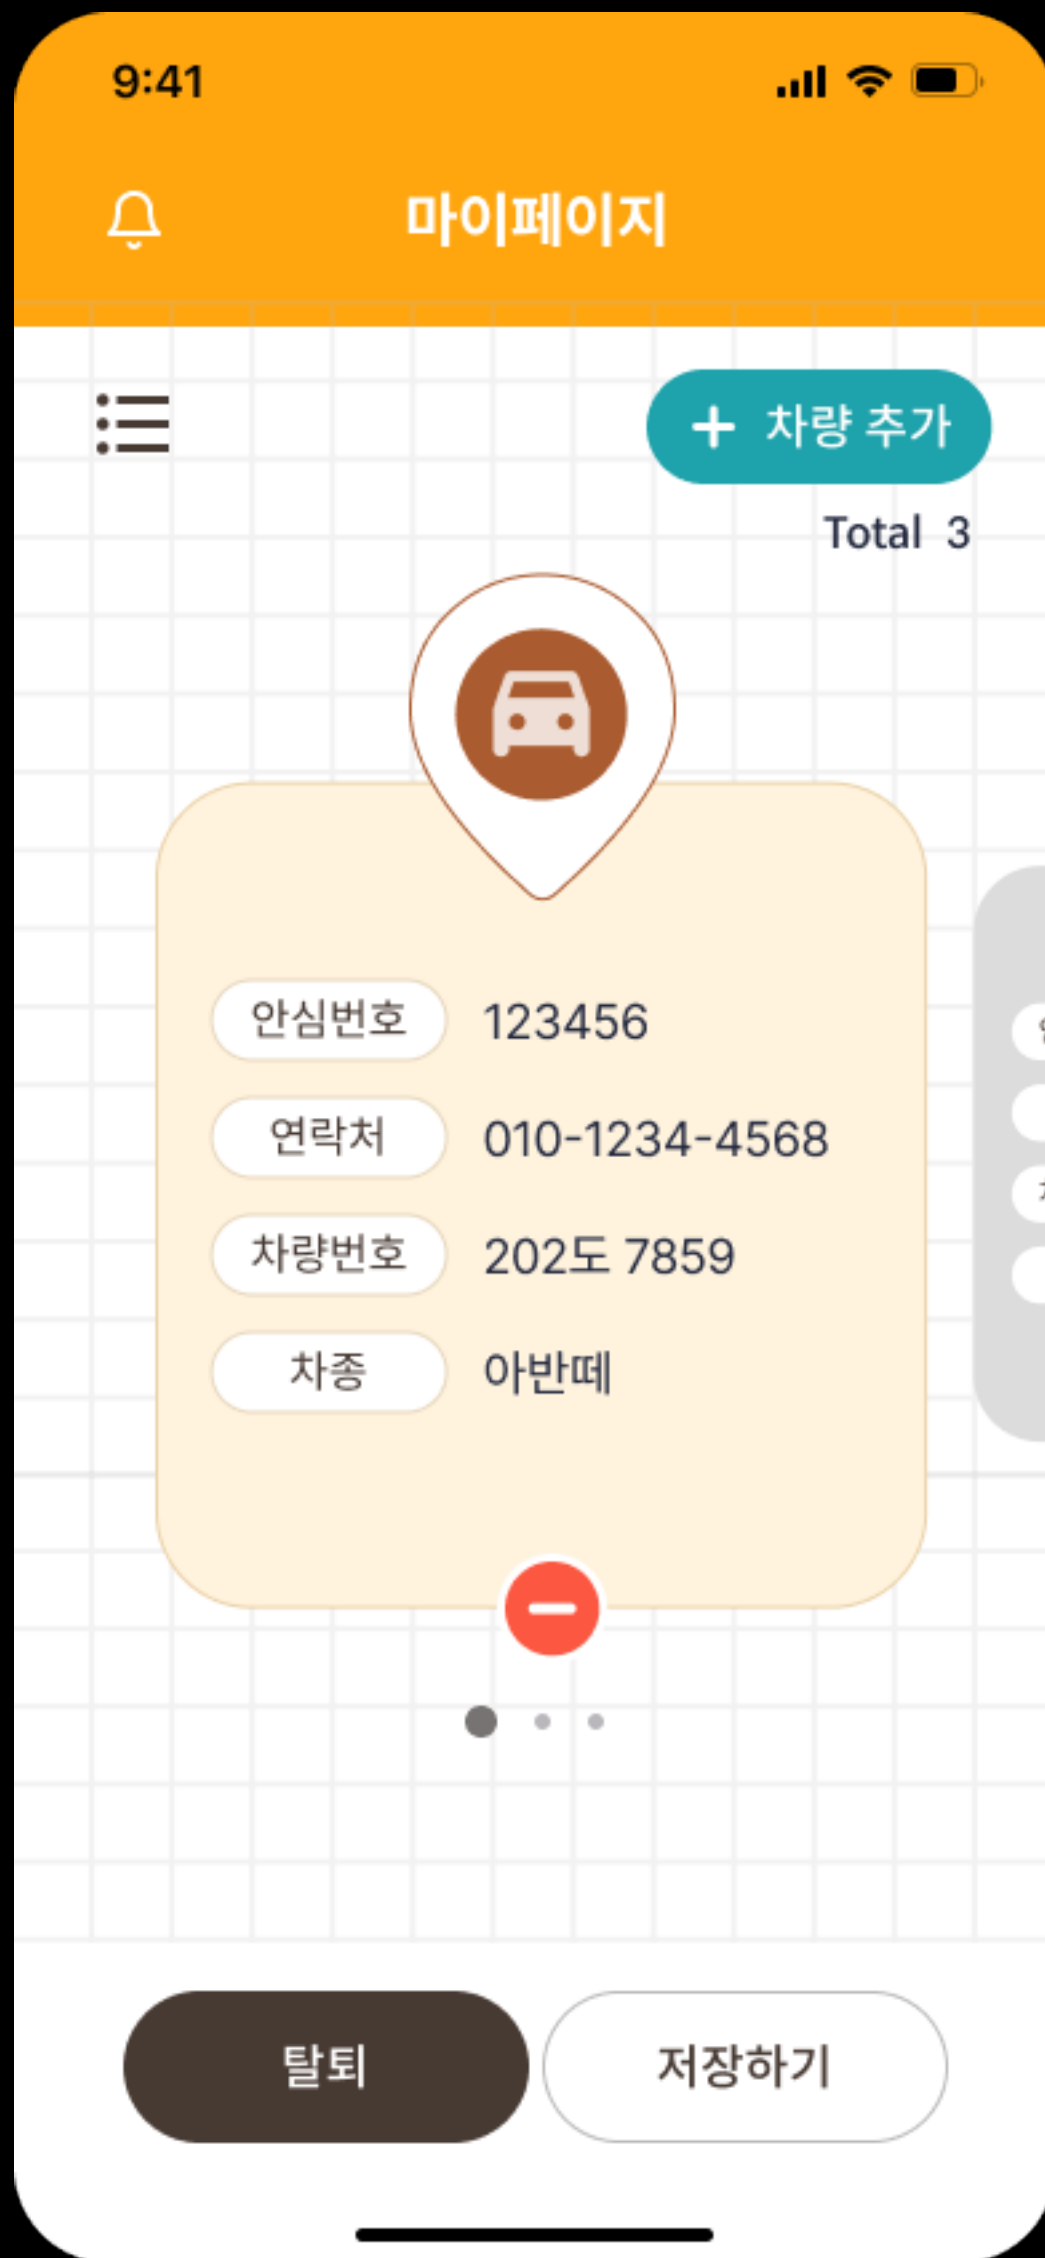 9:41
마이페이지
차량 추가
Total 3
안심번호 123456
연락처 010-1234-4568
차량번호 202도 7859
차종 아반떼
탈퇴 저장하기